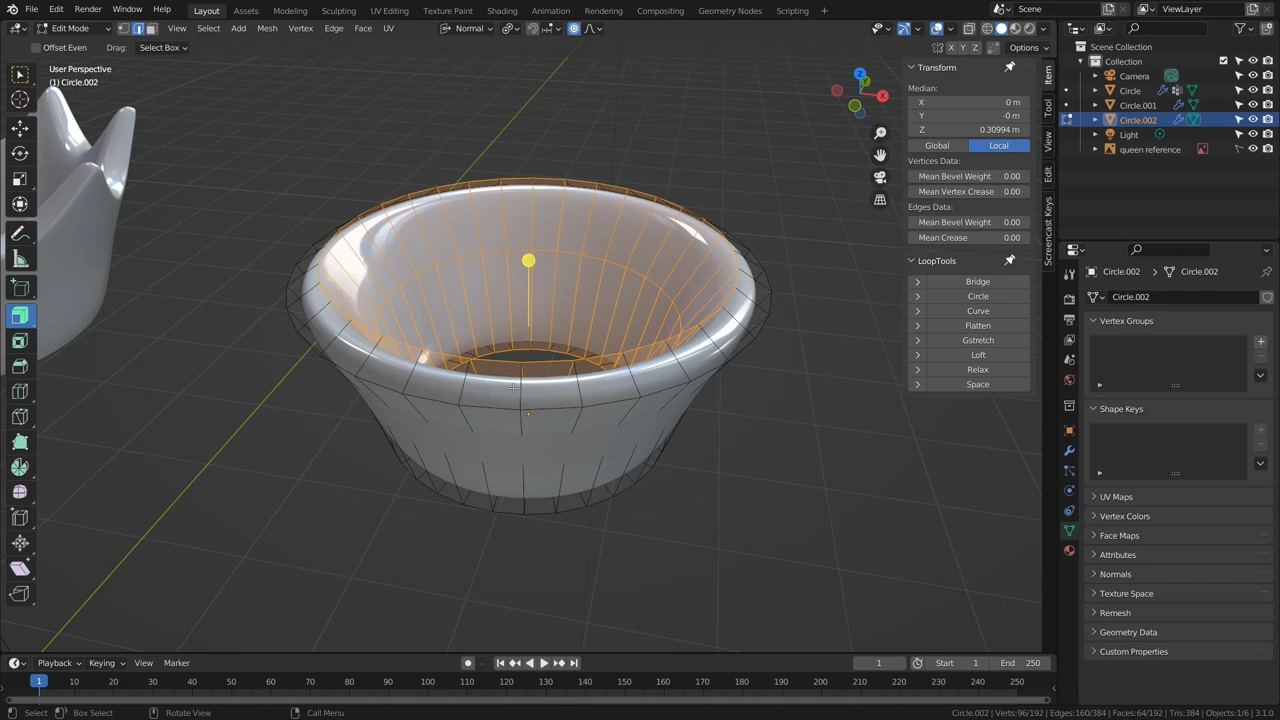 File Edit Render Window Help Layout Assets Modeling Sculpting UV Editing Texture Paint Shading Animation Rendering Compositing Geometry Nodes Scripting + Scene ViewLayer
Edit Mode View Select Add Mesh Vertex Edge Face UV Normal
Offset Even Drag: Select Box X Y Z Options
User Perspective
(1) Circle.002
Z
Y
X
Transform
Median:
X 0 m
Y -0 m
Z 0.30994 m
Global Local
Vertices Data:
Mean Bevel Weight 0.00
Mean Vertex Crease 0.00
Edges Data:
Mean Bevel Weight 0.00
Mean Crease 0.00
LoopTools
Bridge
Circle
Curve
Flatten
Gstretch
Loft
Relax
Space
Item
Tool
View
Edit
Screencast Keys
Scene Collection
Collection
Camera
Circle
Circle.001
Circle.002
Light
queen reference
Circle.002 > Circle.002
Circle.002
Vertex Groups
Shape Keys
UV Maps
Vertex Colors
Face Maps
Attributes
Normals
Texture Space
Remesh
Geometry Data
Custom Properties
Playback Keying View Marker 1 Start 1 End 250
1 10 20 30 40 50 60 70 80 90 100 110 120 130 140 150 160 170 180 190 200 210 220 230 240 250
Select Box Select Rotate View Call Menu Circle.002 | Verts:96/192 | Edges:160/384 | Faces:64/192 | Tris:384 | Objects:1/6 | 3.1.0